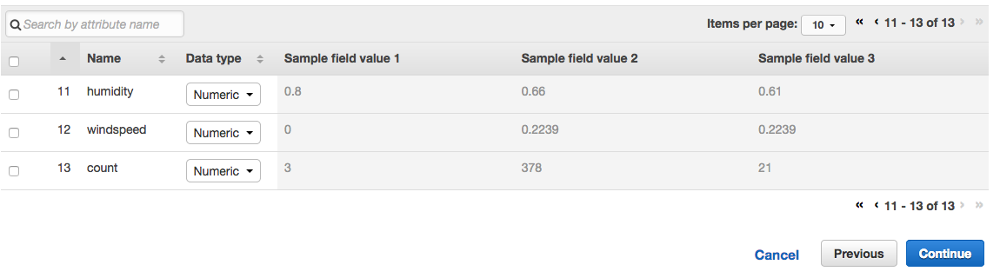 Search by attribute name Items per page: 10 « ‹ 11 - 13 of 13 › »
Name Data type Sample field value 1 Sample field value 2 Sample field value 3
11 humidity Numeric 0.8 0.66 0.61
12 windspeed Numeric 0 0.2239 0.2239
13 count Numeric 3 378 21
« ‹ 11 - 13 of 13 › »
Cancel Previous Continue